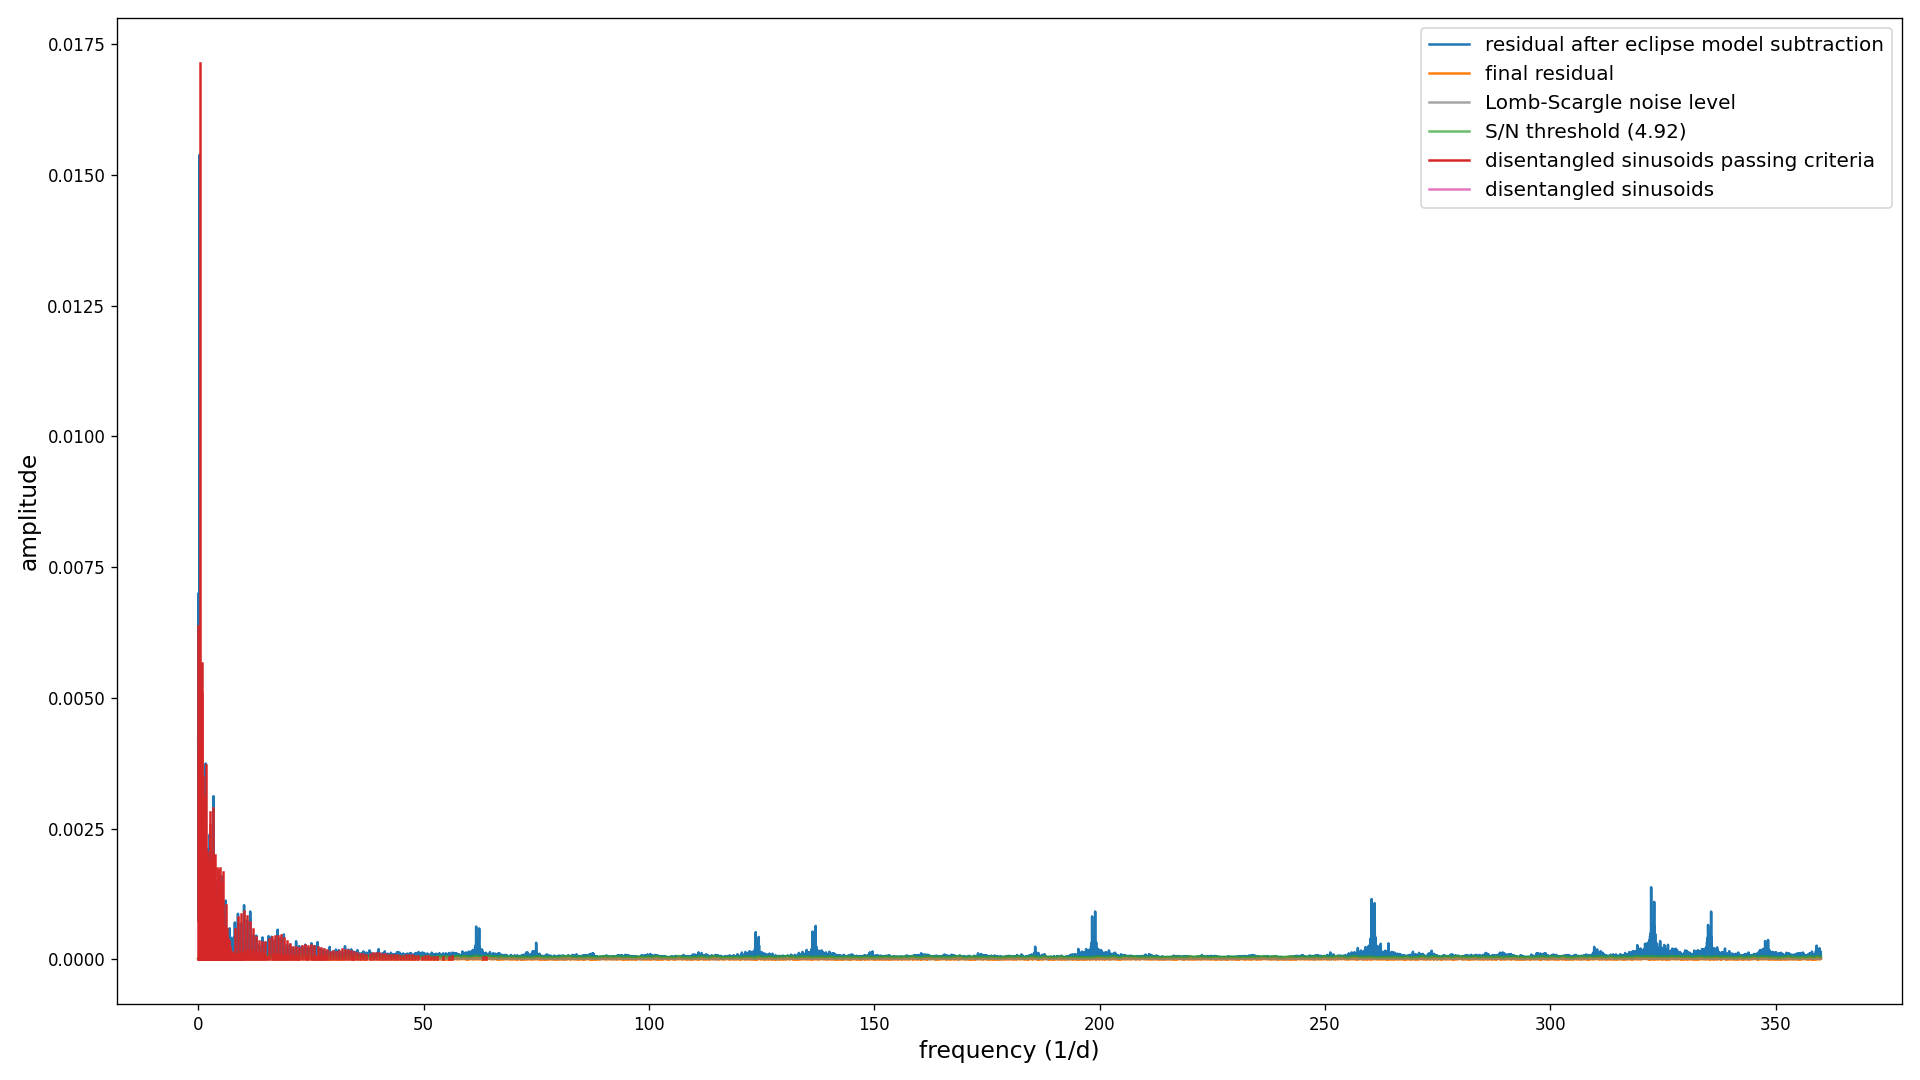 0.0175
0.0150
0.0125
0.0100
0.0075
0.0050
0.0025
0.0000
amplitude
residual after eclipse model subtraction
final residual
Lomb-Scargle noise level
S/N threshold (4.92)
disentangled sinusoids passing criteria
disentangled sinusoids
0 50 100 150 200 250 300 350
frequency (1/d)